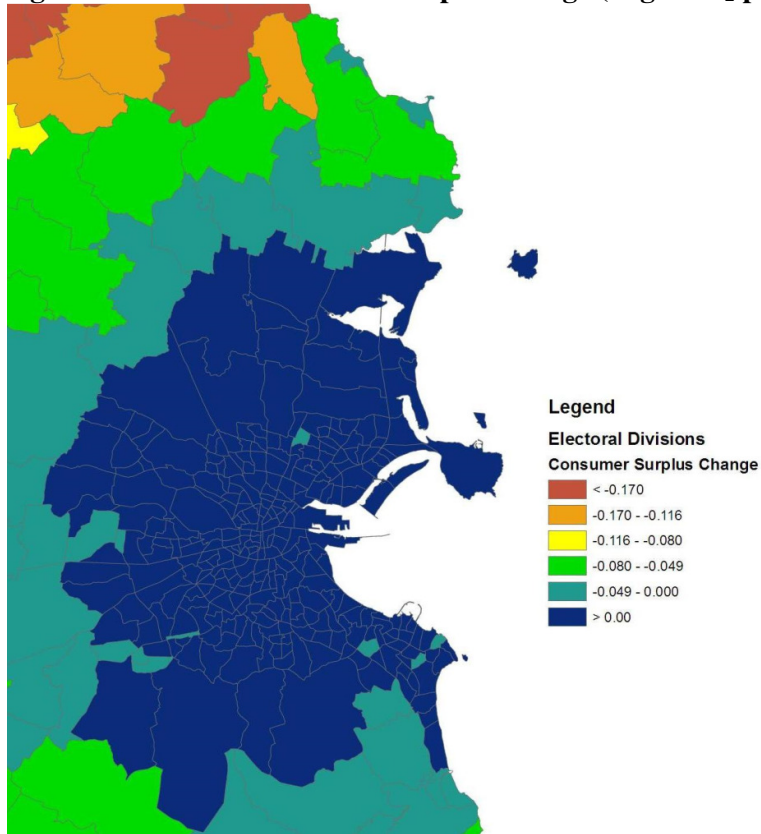 Legend
Electoral Divisions
Consumer Surplus Change
< -0.170
-0.170 - -0.116
-0.116 - -0.080
-0.080 - -0.049
-0.049 - 0.000
> 0.00